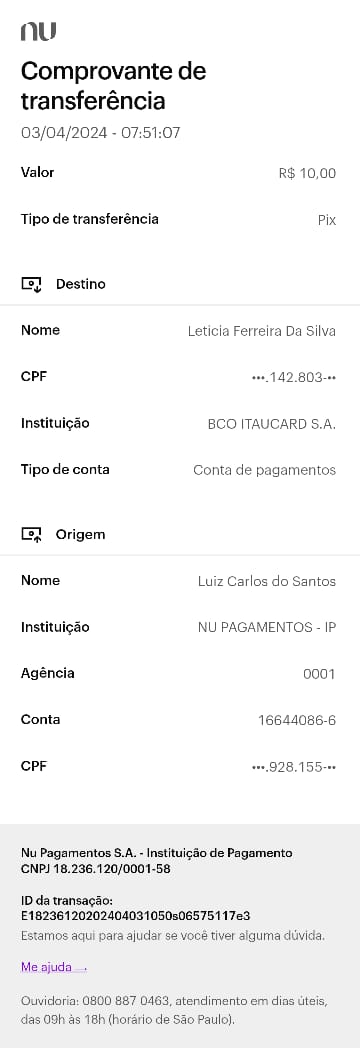 nu
Comprovante de
transferência
03/04/2024 - 07:51:07
Valor R$ 10,00
Tipo de transferência Pix
Destino
Nome Leticia Ferreira Da Silva
CPF •••.142.803-••
Instituição BCO ITAUCARD S.A.
Tipo de conta Conta de pagamentos
Origem
Nome Luiz Carlos do Santos
Instituição NU PAGAMENTOS - IP
Agência 0001
Conta 16644086-6
CPF •••.928.155-••
Nu Pagamentos S.A. - Instituição de Pagamento
CNPJ 18.236.120/0001-58
ID da transação:
E18236120202404031050s06575117e3
Estamos aqui para ajudar se você tiver alguma dúvida.
Me ajuda →
Ouvidoria: 0800 887 0463, atendimento em dias úteis,
das 09h às 18h (horário de São Paulo).